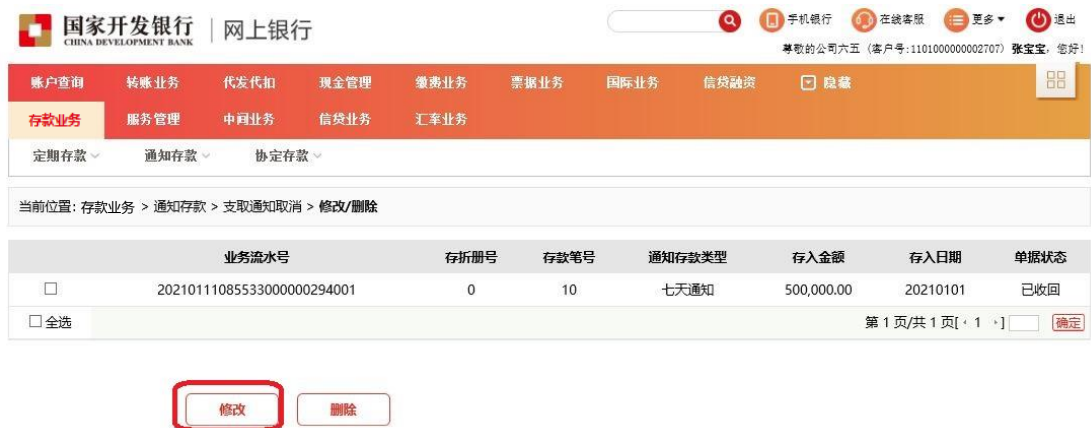 国家开发银行 网上银行 手机银行 在线客服 更多 退出
CHINA DEVELOPMENT BANK
尊敬的公司六五（客户号:1101000000002707）张宝宝，您好!
账户查询 转账业务 代发代扣 现金管理 缴费业务 票据业务 国际业务 信贷融资 隐藏
存款业务 服务管理 中间业务 信贷业务 汇率业务
定期存款 通知存款 协定存款
当前位置: 存款业务 > 通知存款 > 支取通知取消 > 修改/删除
业务流水号 存折册号 存款笔号 通知存款类型 存入金额 存入日期 单据状态
20210111085533000000294001 0 10 七天通知 500,000.00 20210101 已收回
全选 第 1 页/共 1 页[ 1 ] 确定
修改 删除